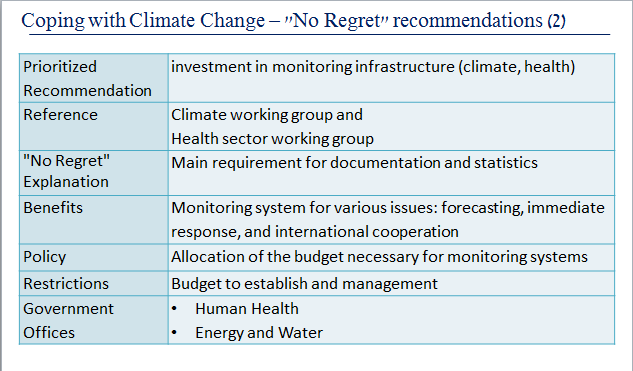 Coping with Climate Change – "No Regret" recommendations (2)
Prioritized
Recommendation
investment in monitoring infrastructure (climate, health)
Reference
Climate working group and
Health sector working group
"No Regret"
Explanation
Main requirement for documentation and statistics
Benefits
Monitoring system for various issues: forecasting, immediate
response, and international cooperation
Policy
Allocation of the budget necessary for monitoring systems
Restrictions
Budget to establish and management
Government
Offices
• Human Health
• Energy and Water